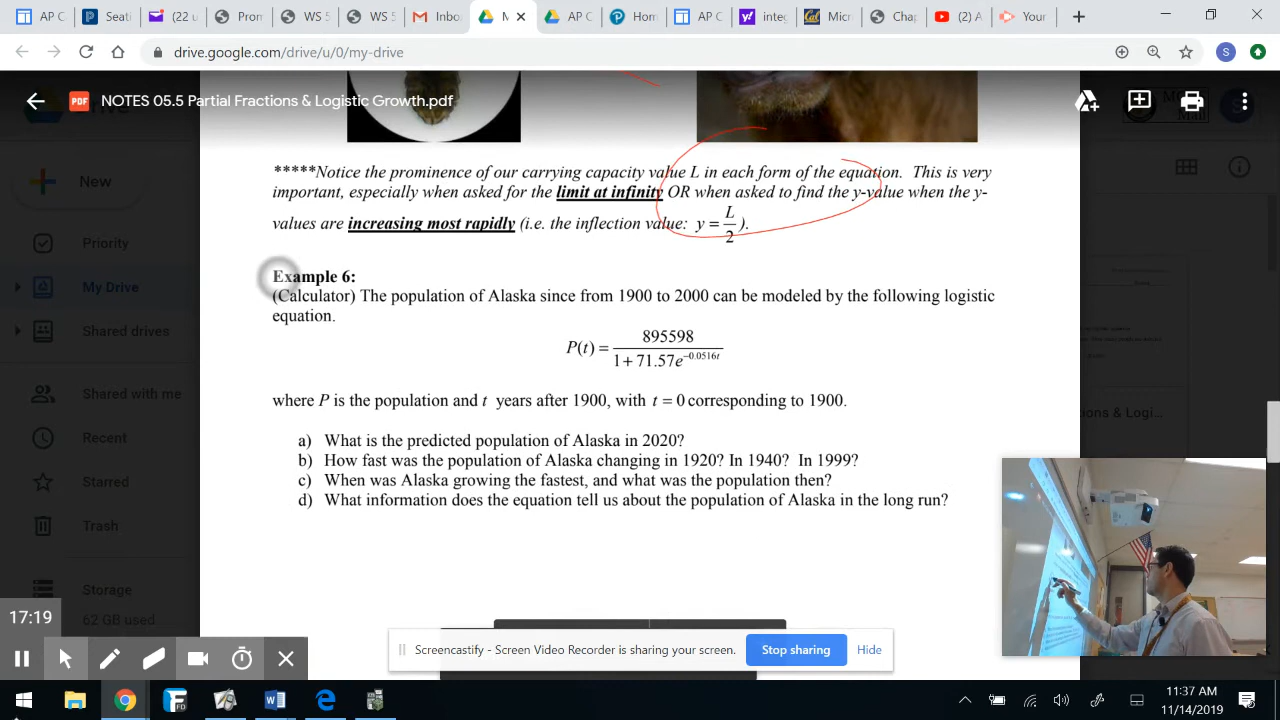 AP C
Seati
(22 u
Pro
WS 5
WS 5
Inbo
M
AP C
Hom
AP C
integ
Micr
Chap
(2) A
Your
drive.google.com/drive/u/0/my-drive
S
NOTES 05.5 Partial Fractions & Logistic Growth.pdf
New
Priority
My Drive
Shared drives
Shared with me
Recent
Starred
Trash
Storage
62 GB used
*****Notice the prominence of our carrying capacity value L in each form of the equation. This is very
important, especially when asked for the limit at infinity OR when asked to find the y-value when the y-
values are increasing most rapidly (i.e. the inflection value: y = L/2 ).
Example 6:
(Calculator) The population of Alaska since from 1900 to 2000 can be modeled by the following logistic
equation.
P(t) = 895598 / 1 + 71.57e^−0.0516t
where P is the population and t years after 1900, with t = 0 corresponding to 1900.
a) What is the predicted population of Alaska in 2020?
b) How fast was the population of Alaska changing in 1920? In 1940? In 1999?
c) When was Alaska growing the fastest, and what was the population then?
d) What information does the equation tell us about the population of Alaska in the long run?
ons & Logi...
17:19
Screencastify - Screen Video Recorder is sharing your screen.
Stop sharing
Hide
11:37 AM
11/14/2019